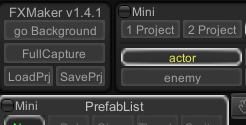 FXMaker v1.4.1
go Background
FullCapture
LoadPrj SavePrj
Mini
1 Project 2 Project
actor
enemy
Mini PrefabList